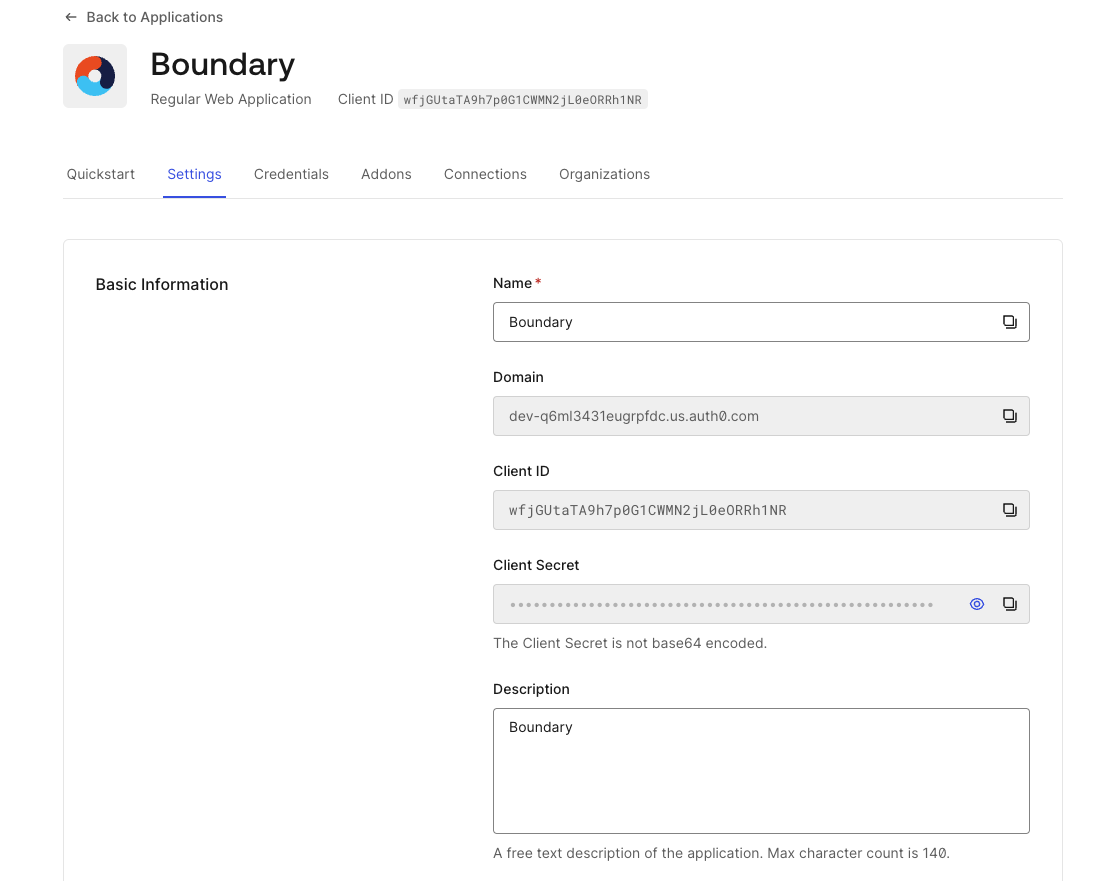 ← Back to Applications
Boundary
Regular Web Application Client ID wfjGUtaTA9h7p0G1CWMN2jL0eORRh1NR
Quickstart Settings Credentials Addons Connections Organizations
Basic Information
Name*
Boundary
Domain
dev-q6ml3431eugrpfdc.us.auth0.com
Client ID
wfjGUtaTA9h7p0G1CWMN2jL0eORRh1NR
Client Secret
The Client Secret is not base64 encoded.
Description
Boundary
A free text description of the application. Max character count is 140.